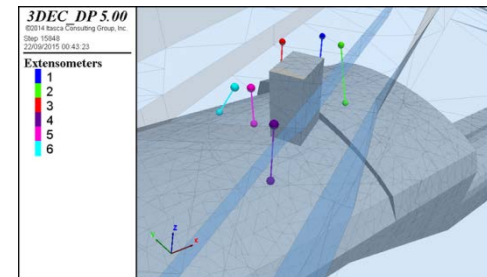 3DEC_DP 5.00
©2014 Itasca Consulting Group, Inc.
Step 15848
22/09/2015 00:43:23
Extensometers
1
2
3
4
5
6
Z
Y
X